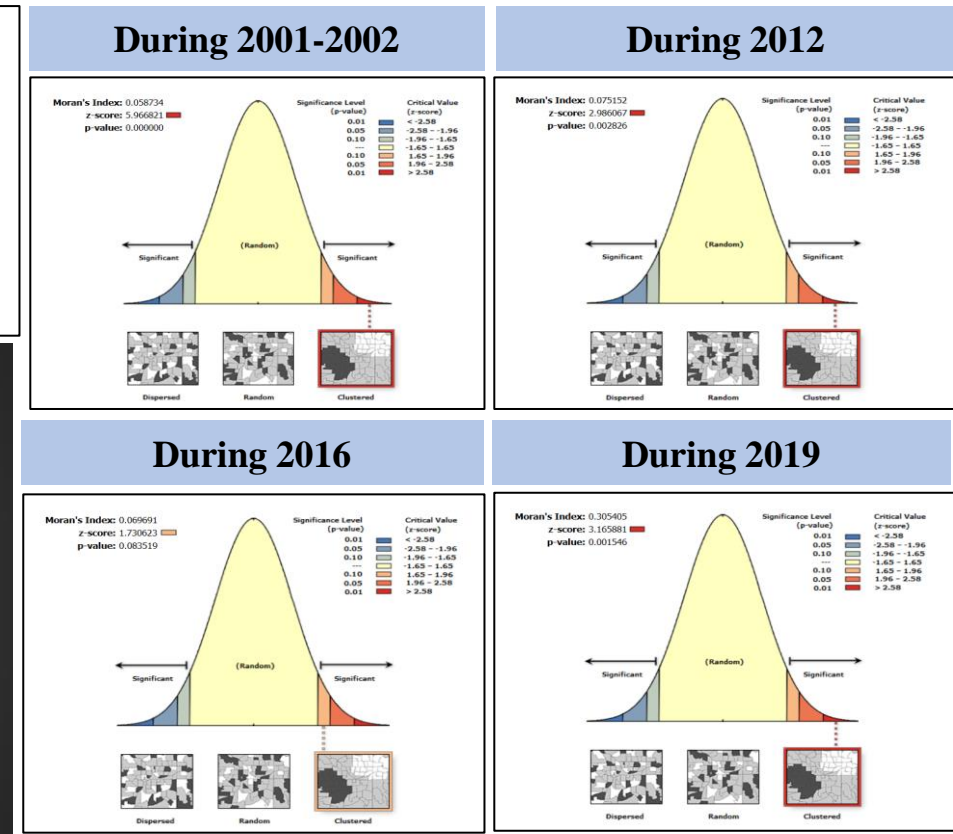 During 2001-2002
Moran's Index: 0.058734
z-score: 5.966821
p-value: 0.000000
Significance Level
(p-value)
Critical Value
(z-score)
0.01 < -2.58
0.05 -2.58 – -1.96
0.10 -1.96 – -1.65
--- -1.65 – 1.65
0.10 1.65 – 1.96
0.05 1.96 – 2.58
0.01 > 2.58
(Random)
Significant
Significant
Dispersed
Random
Clustered
During 2012
Moran's Index: 0.075152
z-score: 2.986067
p-value: 0.002826
Significance Level
(p-value)
Critical Value
(z-score)
0.01 < -2.58
0.05 -2.58 – -1.96
0.10 -1.96 – -1.65
--- -1.65 – 1.65
0.10 1.65 – 1.96
0.05 1.96 – 2.58
0.01 > 2.58
(Random)
Significant
Significant
Dispersed
Random
Clustered
During 2016
Moran's Index: 0.069691
z-score: 1.730623
p-value: 0.083519
Significance Level
(p-value)
Critical Value
(z-score)
0.01 < -2.58
0.05 -2.58 – -1.96
0.10 -1.96 – -1.65
--- -1.65 – 1.65
0.10 1.65 – 1.96
0.05 1.96 – 2.58
0.01 > 2.58
(Random)
Significant
Significant
Dispersed
Random
Clustered
During 2019
Moran's Index: 0.305405
z-score: 3.165881
p-value: 0.001546
Significance Level
(p-value)
Critical Value
(z-score)
0.01 < -2.58
0.05 -2.58 – -1.96
0.10 -1.96 – -1.65
--- -1.65 – 1.65
0.10 1.65 – 1.96
0.05 1.96 – 2.58
0.01 > 2.58
(Random)
Significant
Significant
Dispersed
Random
Clustered